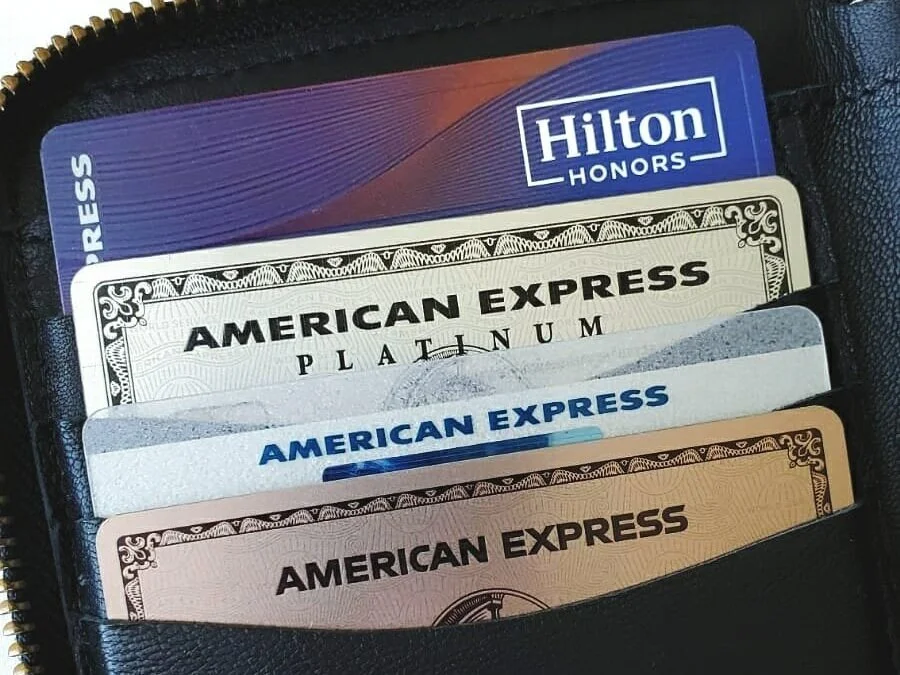 PRESS
Hilton
HONORS
AMERICAN EXPRESS
PLATINUM
AMERICAN EXPRESS
AMERICAN EXPRESS